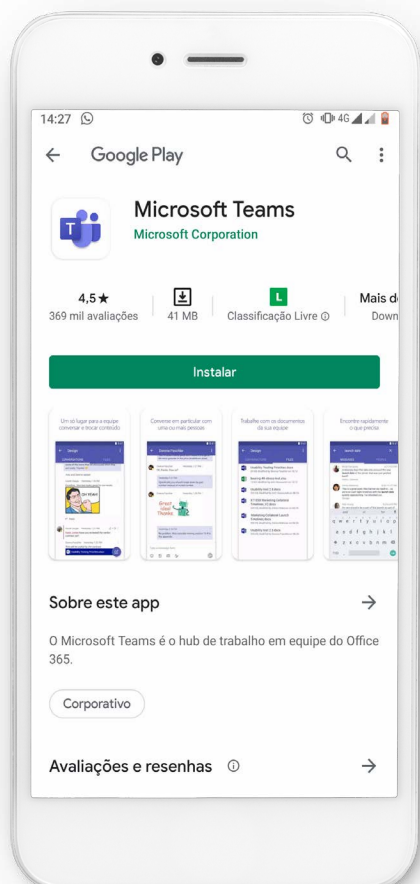 14:27 4G
Google Play
Microsoft Teams
Microsoft Corporation
4,5★ L Mais d
369 mil avaliações 41 MB Classificação Livre Down
Instalar
Um só lugar para a equipe
conversar e trocar conteúdo
Converse em particular com
uma ou mais pessoas
Trabalhe com os documentos
da sua equipe
Encontre rapidamente
o que precisa
Sobre este app
O Microsoft Teams é o hub de trabalho em equipe do Office
365.
Corporativo
Avaliações e resenhas